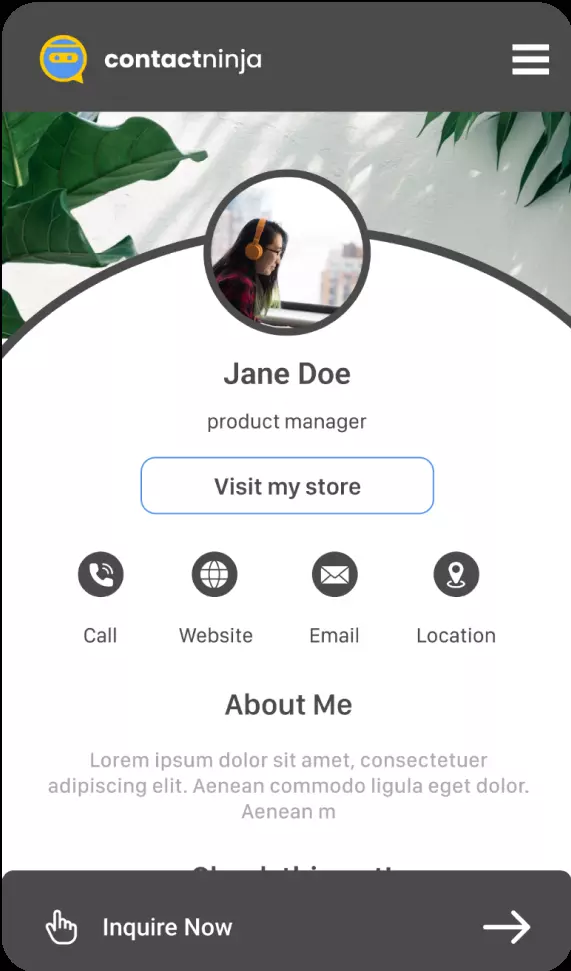 contactninja
Jane Doe
product manager
Visit my store
Call
Website
Email
Location
About Me
Lorem ipsum dolor sit amet, consectetuer
adipiscing elit. Aenean commodo ligula eget dolor.
Aenean m
Inquire Now